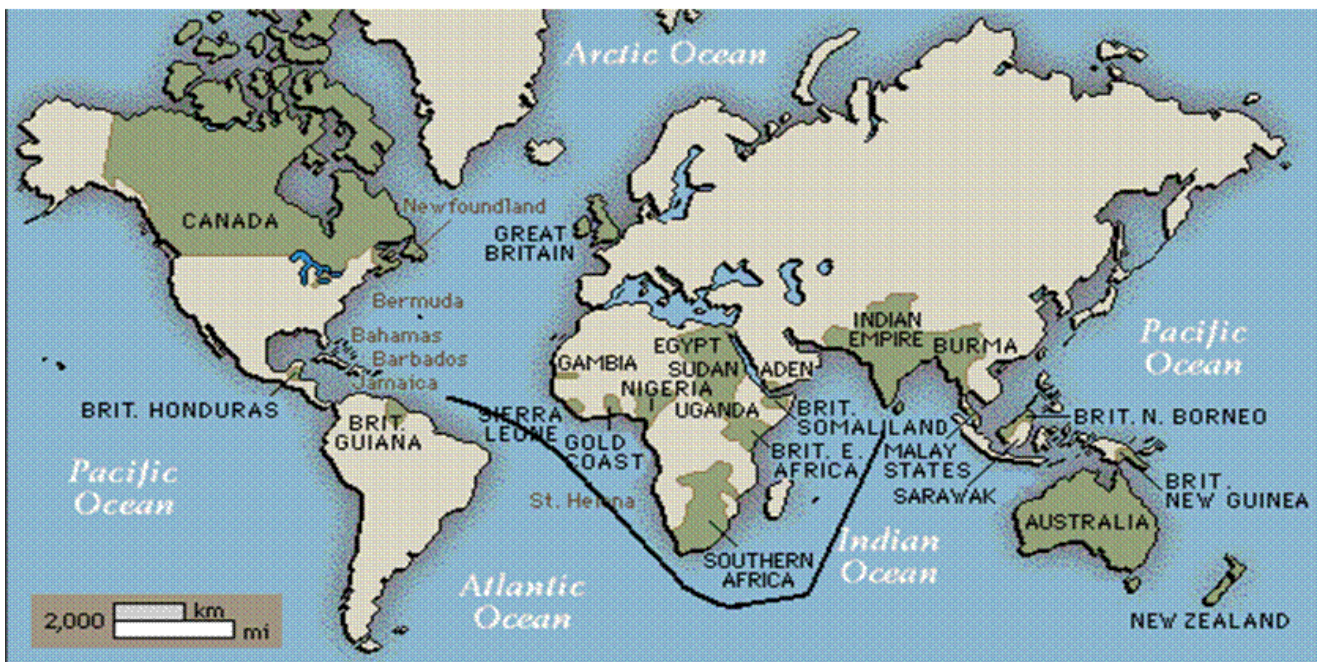 Arctic Ocean
CANADA
Newfoundland
GREAT
BRITAIN
Bermuda
Bahamas
Barbados
Jamaica
BRIT. HONDURAS
BRIT.
GUIANA
Pacific
Ocean
GAMBIA
EGYPT
SUDAN
ADEN
NIGERIA
UGANDA
SIERRA
LEONE
GOLD
COAST
BRIT.
SOMALILAND
BRIT. E.
AFRICA
St. Helena
SOUTHERN
AFRICA
INDIAN
EMPIRE
BURMA
Pacific
Ocean
BRIT. N. BORNEO
MALAY
STATES
SARAWAK
BRIT.
NEW GUINEA
AUSTRALIA
Indian
Ocean
Atlantic
Ocean
NEW ZEALAND
2,000 km
mi